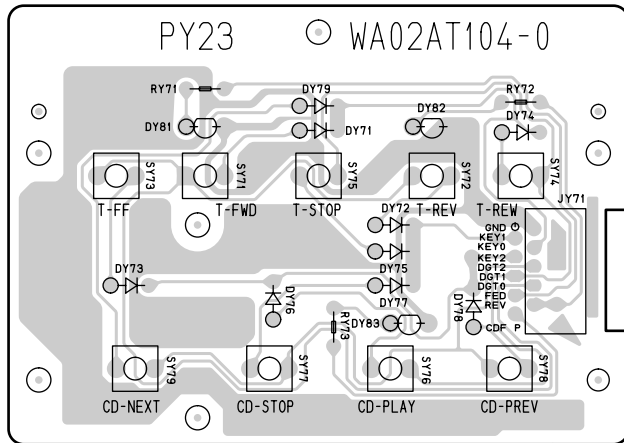 PY23 WA02AT104-0
RY71
DY79
RY72
DY82
DY74
DY81
DY71
SY73
SY71
SY75
SY72
SY74
T-FF
T-FWD
T-STOP
T-REV
T-REW
JY71
DY72
GND
KEY1
KEY0
KEY2
DGT2
DGT1
DGT0
FED
REV
CDF P
DY73
DY75
DY76
DY77
DY78
DY83
RY73
SY79
SY77
SY76
SY78
CD-NEXT
CD-STOP
CD-PLAY
CD-PREV